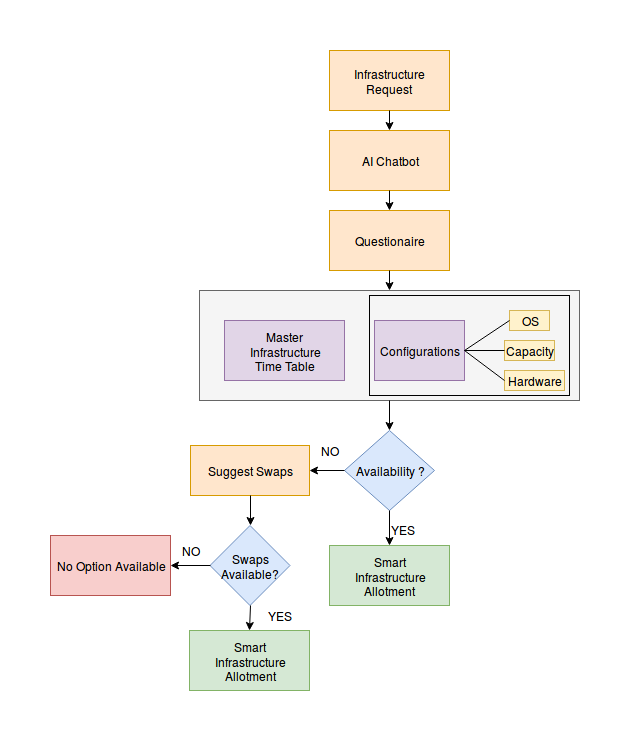 Infrastructure
Request
AI Chatbot
Questionaire
Master
Infrastructure
Time Table
Configurations
OS
Capacity
Hardware
Availability ?
NO
Suggest Swaps
YES
Smart
Infrastructure
Allotment
Swaps
Available?
NO
No Option Available
YES
Smart
Infrastructure
Allotment